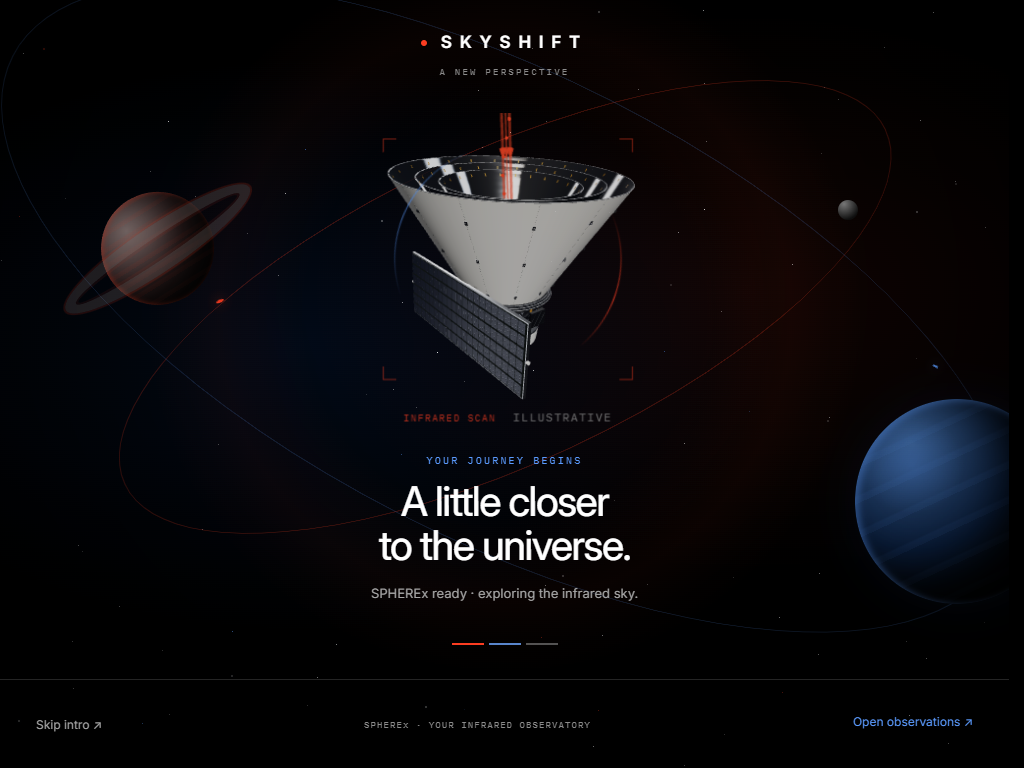 SKYSHIFT
A NEW PERSPECTIVE
INFRARED SCAN ILLUSTRATIVE
YOUR JOURNEY BEGINS
A little closer
to the universe.
SPHEREx ready · exploring the infrared sky.
Skip intro ↗
SPHEREx · YOUR INFRARED OBSERVATORY
Open observations ↗